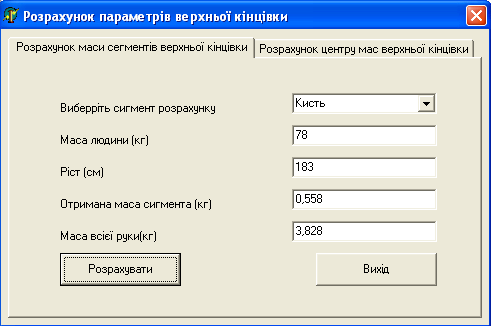 Розрахунок параметрів верхньої кінцівки
Розрахунок маси сегментів верхньої кінцівки
Розрахунок центру мас верхньої кінцівки
Виберріть сигмент розрахунку
Кисть
Маса людини (кг)
78
Ріст (см)
183
Отримана маса сигмента (кг)
0,558
Маса всієї руки(кг)
3,828
Розрахувати
Вихід